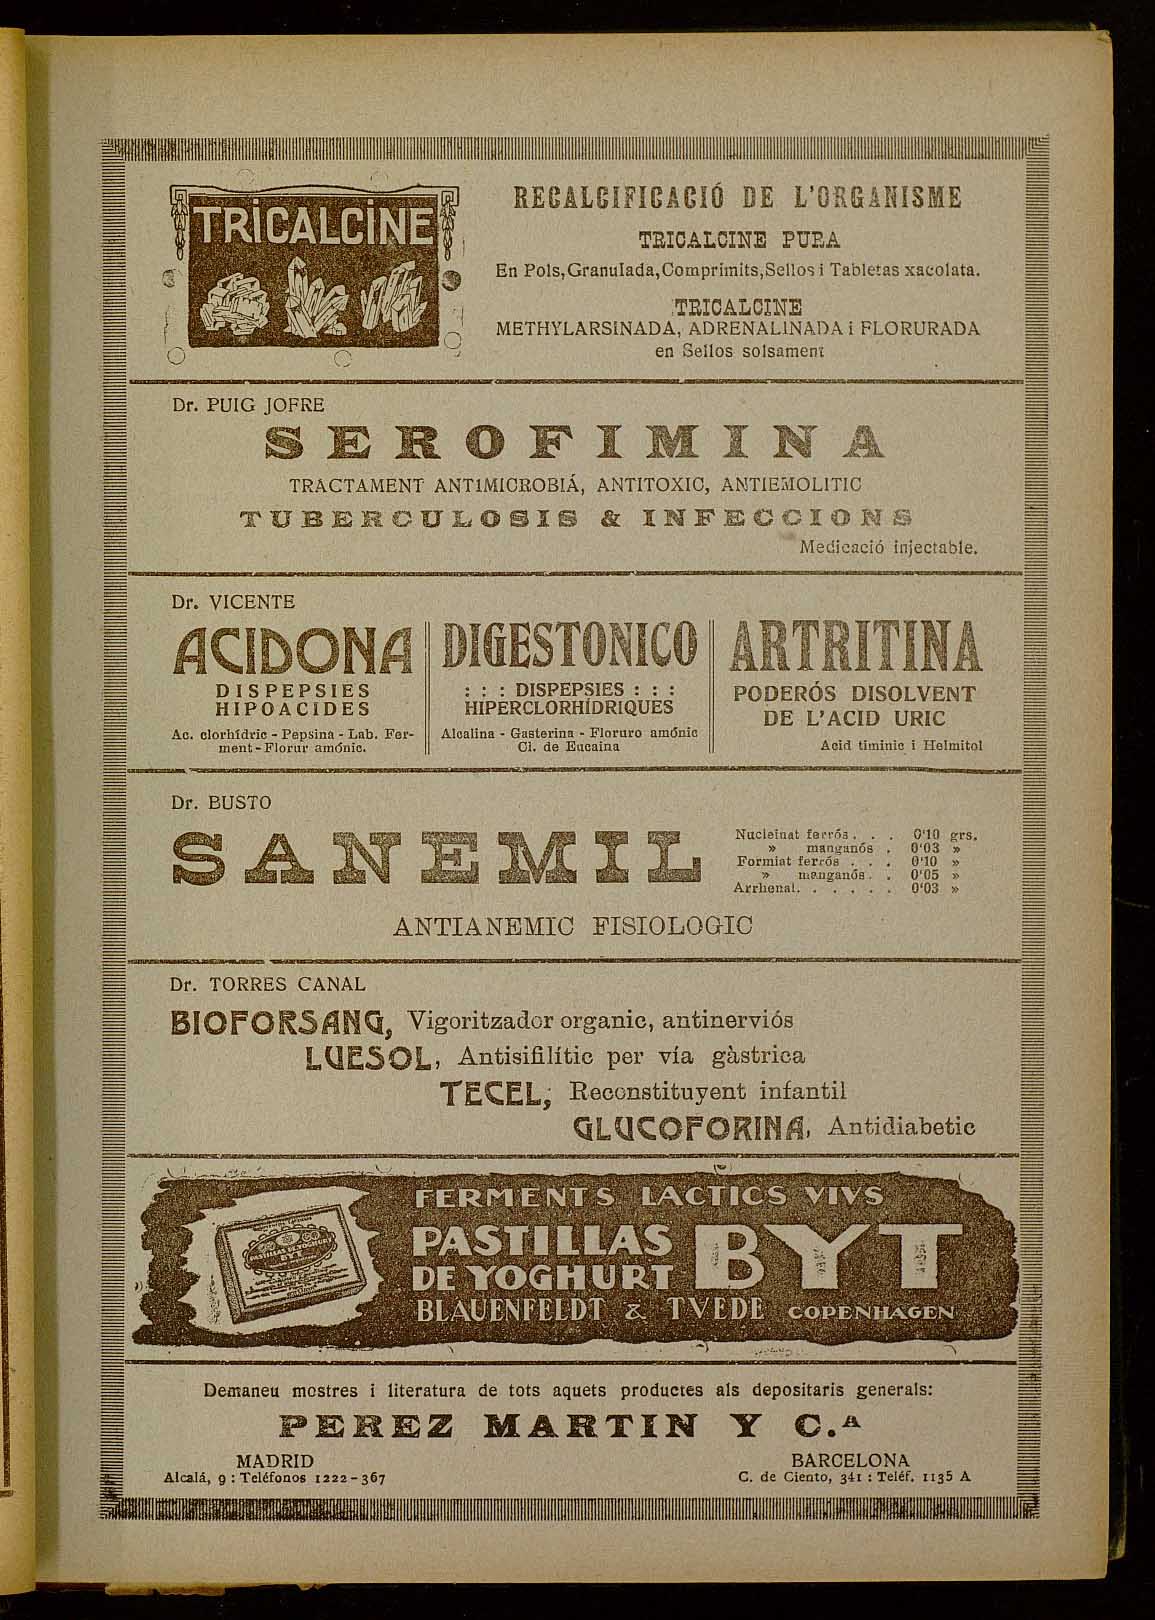 TRICALCINE
RECALCIFICACIÓ DE L'ORGANISME
TRICALCINE PURA
En Pols, Granulada, Comprimits, Sellos i Tabletas xacolata.
TRICALCINE
METHYLARSINADA, ADRENALINADA i FLORURADA
en Sellos solsament
Dr. PUIG JOFRE
SEROFIMINA
TRACTAMENT ANTIMICROBIÁ, ANTITOXIC, ANTIEMOLITIC
TUBERCULOSIS & INFECCIONS
Medicació injectable.
Dr. VICENTE
ACIDONA
DISPEPSIES
HIPOACIDES
Ac. clorhídric - Pepsina - Lab. Fer-
ment - Florur amónic.
DIGESTONICO
: : : DISPEPSIES : : :
HIPERCLORHÍDRIQUES
Alcalina - Gasterina - Floruro amónic
Cl. de Eucaina
ARTRITINA
PODERÓS DISOLVENT
DE L'ACID URIC
Acid timinic i Helmitol
Dr. BUSTO
SANEMIL
Nucleinat ferrós . . . 0'10 grs.
» manganós . 0'03 »
Formiat ferrós . . . 0'10 »
» manganós . . 0'05 »
Arrhenal. . . . . . 0'03 »
ANTIANEMIC FISIOLOGIC
Dr. TORRES CANAL
BIOFORSANG, Vigoritzador organic, antinerviós
LUESOL, Antisifilític per vía gàstrica
TECEL, Reconstituyent infantil
GLUCOFORINA, Antidiabetic
FERMENTS LACTICS VIVS
PASTILLAS
DE YOGHURT
BYT
BLAUENFELDT & TVEDE COPENHAGEN
Demaneu mostres i literatura de tots aquets productes als depositaris generals:
PEREZ MARTIN Y C.ᴬ
MADRID
Alcalá, 9 : Teléfonos 1222-367
BARCELONA
C. de Ciento, 341 : Teléf. 1135 A